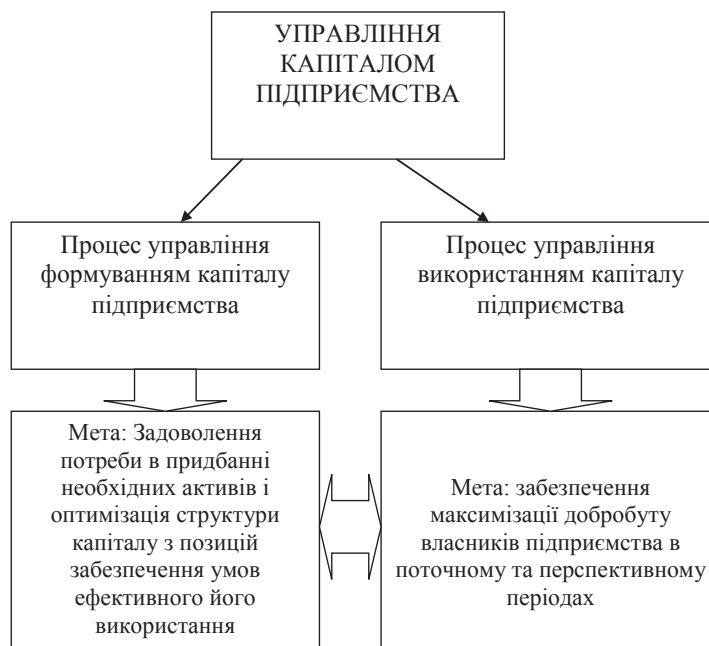 УПРАВЛІННЯ
КАПІТАЛОМ
ПІДПРИЄМСТВА
Процес управління
формуванням капіталу
підприємства
Процес управління
використанням капіталу
підприємства
Мета: Задоволення
потреби в придбанні
необхідних активів і
оптимізація структури
капіталу з позицій
забезпечення умов
ефективного його
використання
Мета: забезпечення
максимізації добробуту
власників підприємства в
поточному та перспективному
періодах